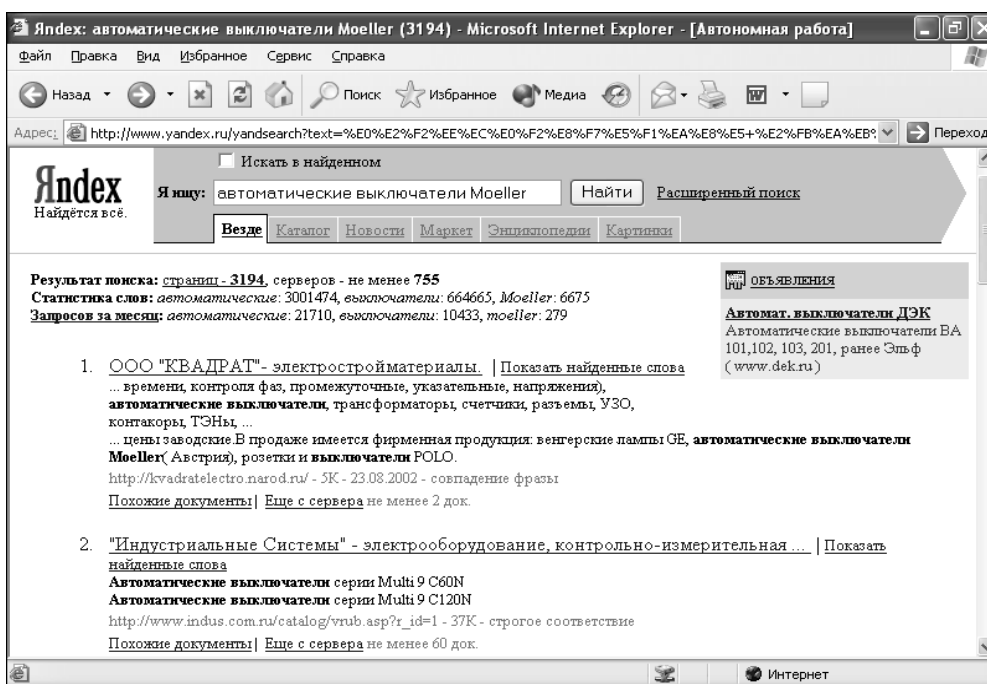 Яndex: автоматические выключатели Moeller (3194) - Microsoft Internet Explorer - [Автономная работа]
Файл Правка Вид Избранное Сервис Справка
Назад Поиск Избранное Медиа
Адрес: http://www.yandex.ru/yandsearch?text=%E0%E2%F2%EE%EC%E0%F2%E8%F7%E5%F1%EA%E8%E5+%E2%FB%EA%EB% Переход
Искать в найденном
Яndex
Найдётся всё.
Я ищу: автоматические выключатели Moeller Найти Расширенный поиск
Везде Каталог Новости Маркет Энциклопедии Картинки
Результат поиска: страниц - 3194, серверов - не менее 755
Статистика слов: автоматические: 3001474, выключатели: 664665, Moeller: 6675
Запросов за месяц: автоматические: 21710, выключатели: 10433, moeller: 279
объявления
Автомат. выключатели ДЭК
Автоматические выключатели ВА
101,102, 103, 201, ранее Эльф
( www.dek.ru )
1. ООО "КВАДРАТ"- электростройматериалы. | Показать найденные слова
... времени, контроля фаз, промежуточные, указательные, напряжения),
автоматические выключатели, трансформаторы, счетчики, разъемы, УЗО,
контакоры, ТЭНы, ...
... цены заводские.В продаже имеется фирменная продукция: венгерские лампы GE, автоматические выключатели
Moeller( Австрия), розетки и выключатели POLO.
http://kvadratelectro.narod.ru/ - 5K - 23.08.2002 - совпадение фразы
Похожие документы | Еще с сервера не менее 2 док.
2. "Индустриальные Системы" - электрооборудование, контрольно-измерительная ... | Показать
найденные слова
Автоматические выключатели серии Multi 9 C60N
Автоматические выключатели серии Multi 9 C120N
http://www.indus.com.ru/catalog/vrub.asp?r_id=1 - 37K - строгое соответствие
Похожие документы | Еще с сервера не менее 60 док.
Интернет